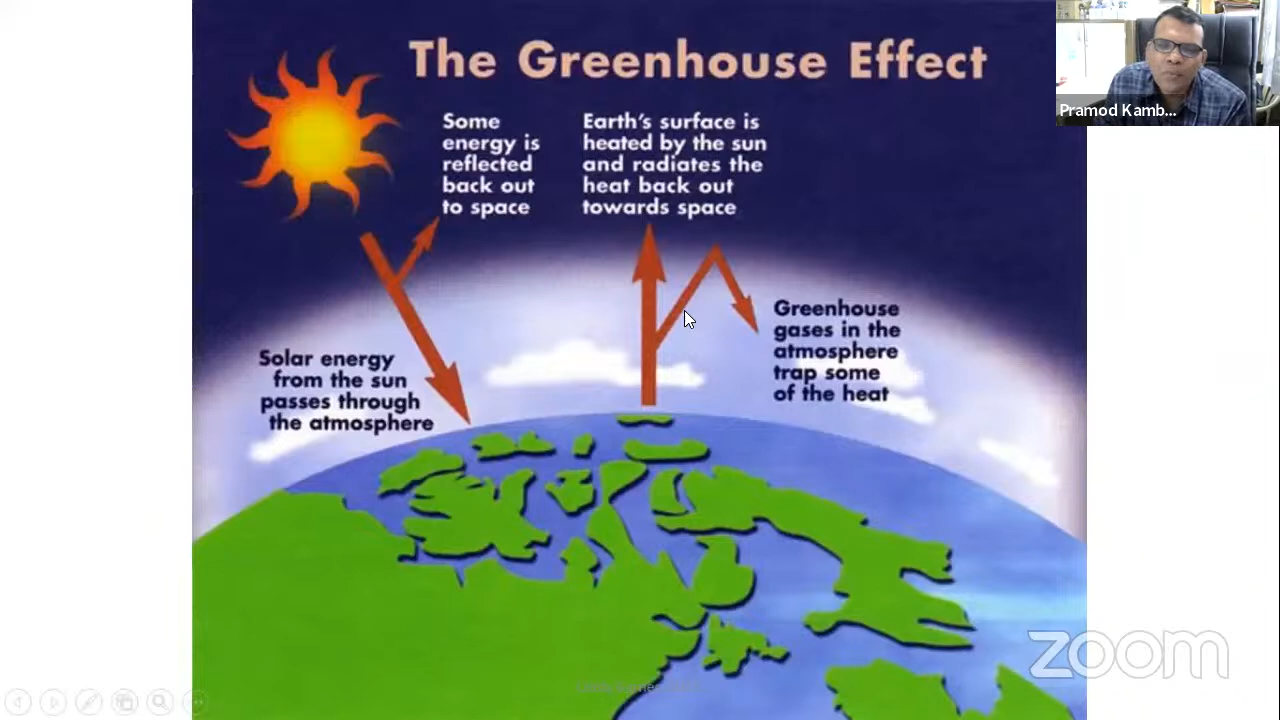 The Greenhouse Effect
Pramod Kamb...
Some
energy is
reflected
back out
to space
Earth's surface is
heated by the sun
and radiates the
heat back out
towards space
Greenhouse
gases in the
atmosphere
trap some
of the heat
Solar energy
from the sun
passes through
the atmosphere
zoom